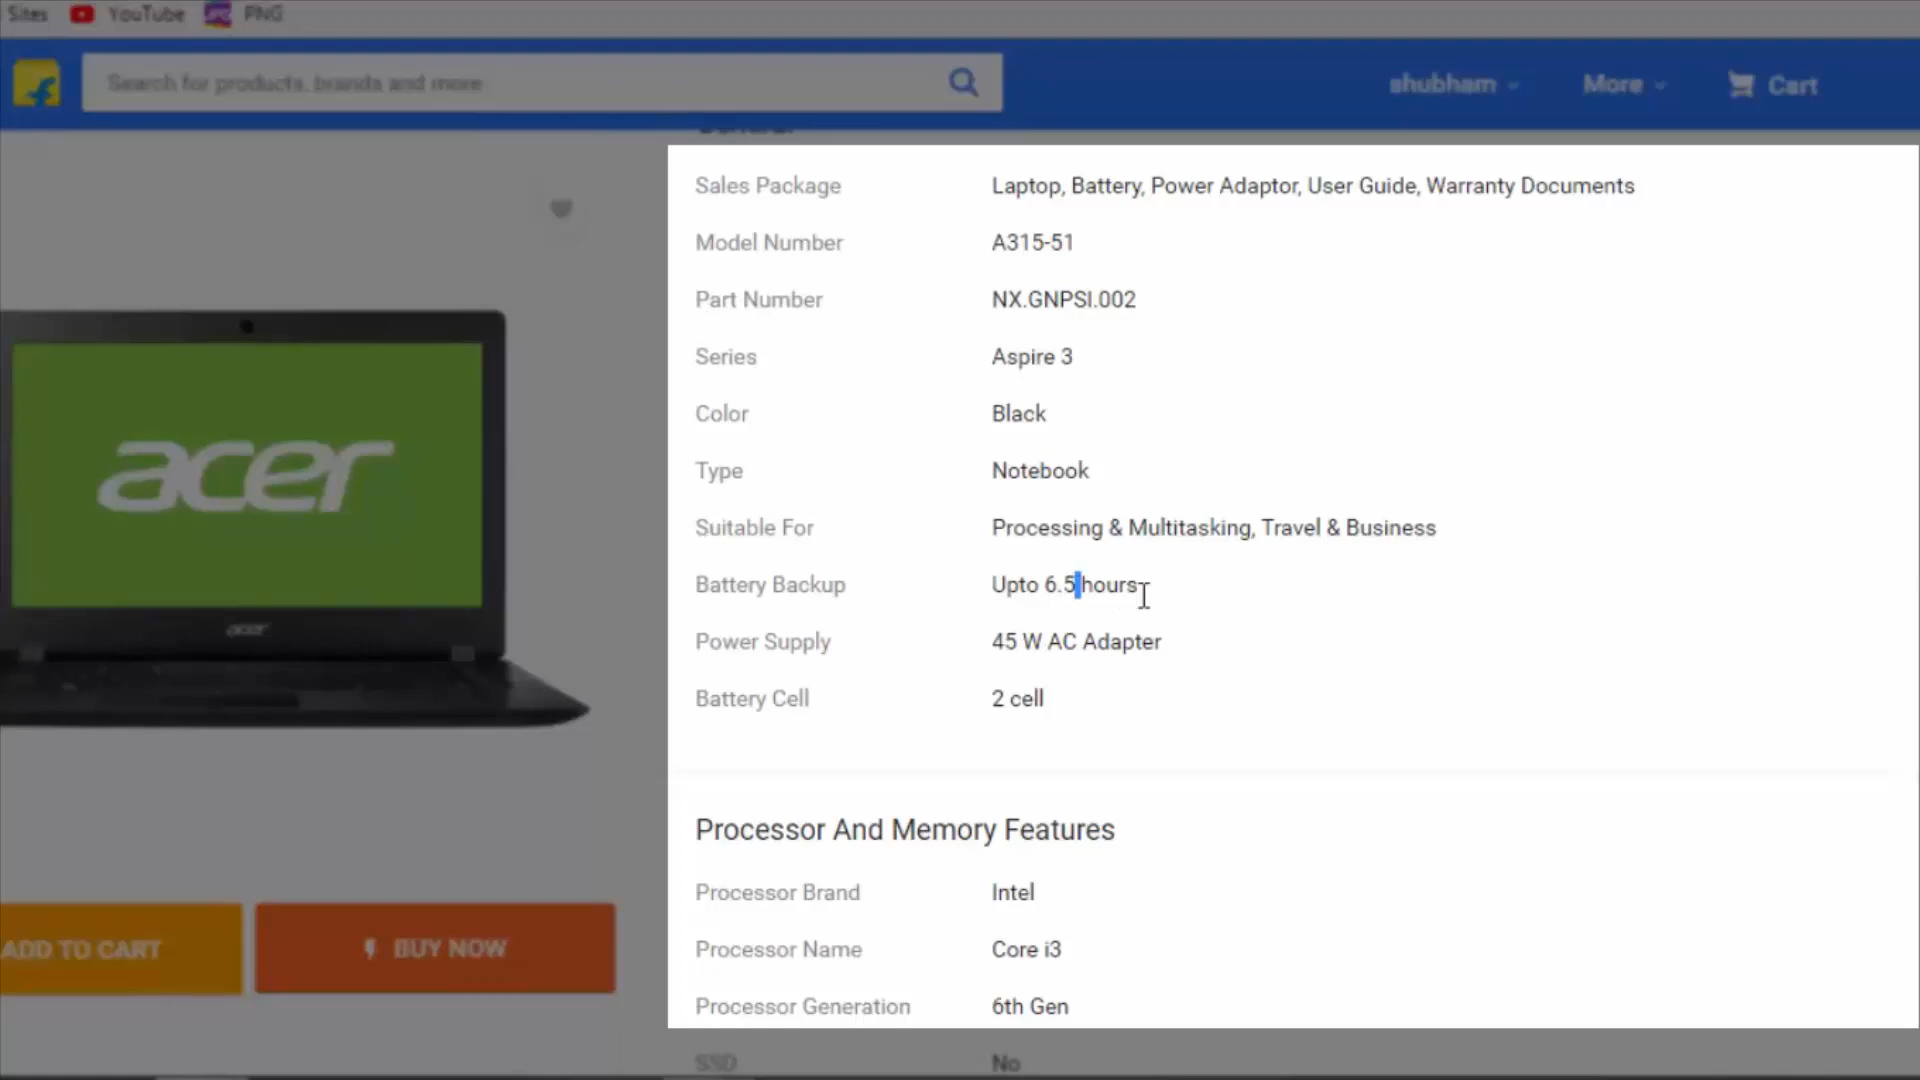 Sites YouTube PNG
Search for products, brands and more shubham More Cart
Sales Package Laptop, Battery, Power Adaptor, User Guide, Warranty Documents
Model Number A315-51
Part Number NX.GNPSI.002
Series Aspire 3
Color Black
Type Notebook
Suitable For Processing & Multitasking, Travel & Business
Battery Backup Upto 6.5 hours
Power Supply 45 W AC Adapter
Battery Cell 2 cell
acer
acer
Processor And Memory Features
Processor Brand Intel
Processor Name Core i3
Processor Generation 6th Gen
SSD No
ADD TO CART BUY NOW